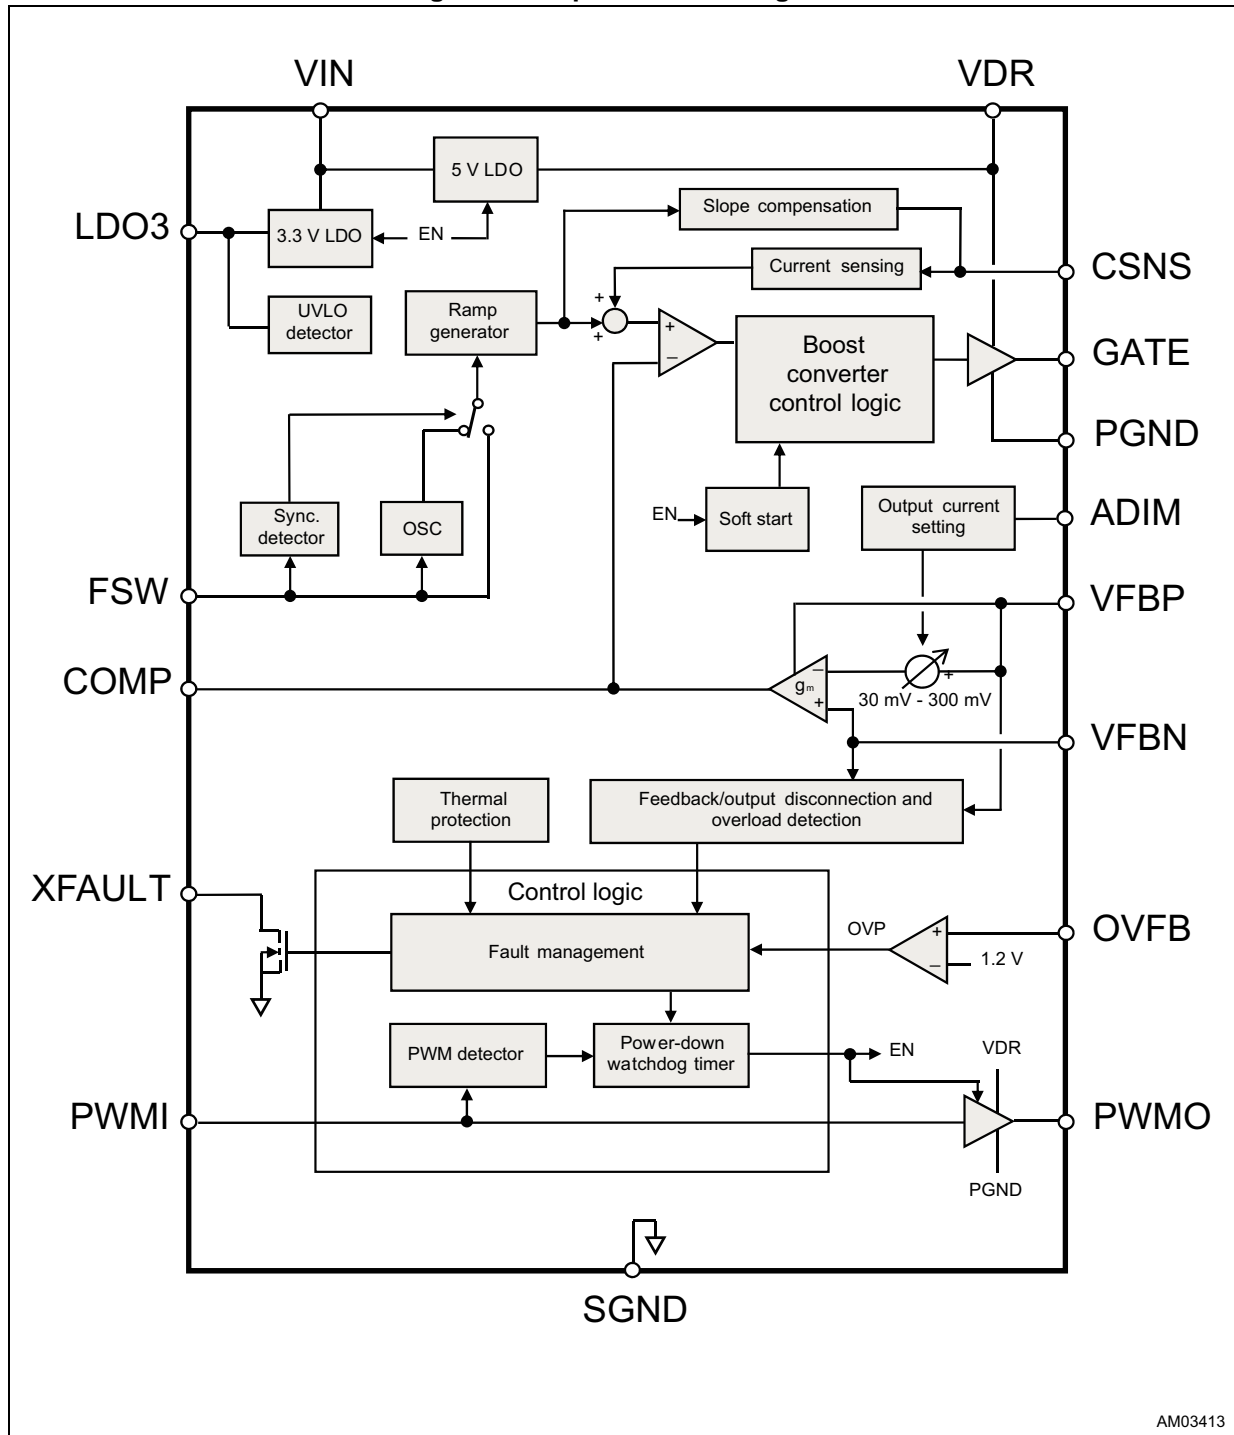 VIN
VDR
5 V LDO
Slope compensation
LDO3
3.3 V LDO
EN
Current sensing
CSNS
UVLO
detector
Ramp
generator
+
+
+
–
Boost
converter
control logic
GATE
PGND
Sync.
detector
OSC
EN
Soft start
Output current
setting
ADIM
FSW
VFBP
COMP
–
gm
+
+
30 mV - 300 mV
VFBN
Thermal
protection
Feedback/output disconnection and
overload detection
XFAULT
Control logic
Fault management
OVP
+
–
1.2 V
OVFB
PWM detector
Power-down
watchdog timer
EN
VDR
PWMI
PWMO
PGND
SGND
AM03413